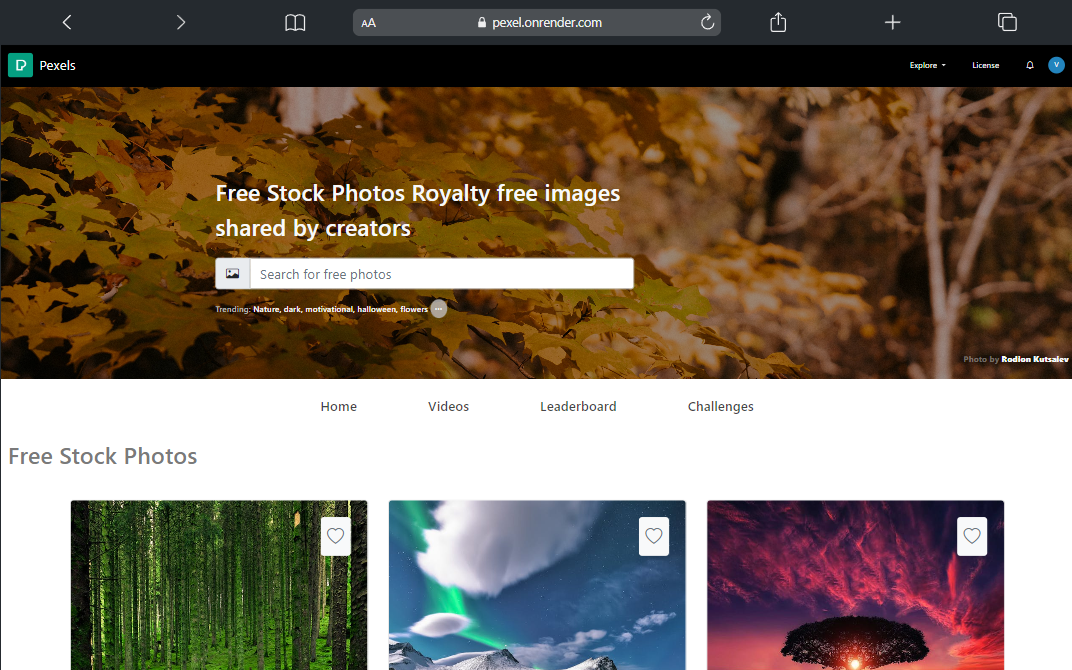 AA
pexel.onrender.com
Pexels
Explore
License
V
Free Stock Photos Royalty free images
shared by creators
Search for free photos
Trending: Nature, dark, motivational, halloween, flowers
Photo by Rodion Kutsaiev
Home
Videos
Leaderboard
Challenges
Free Stock Photos